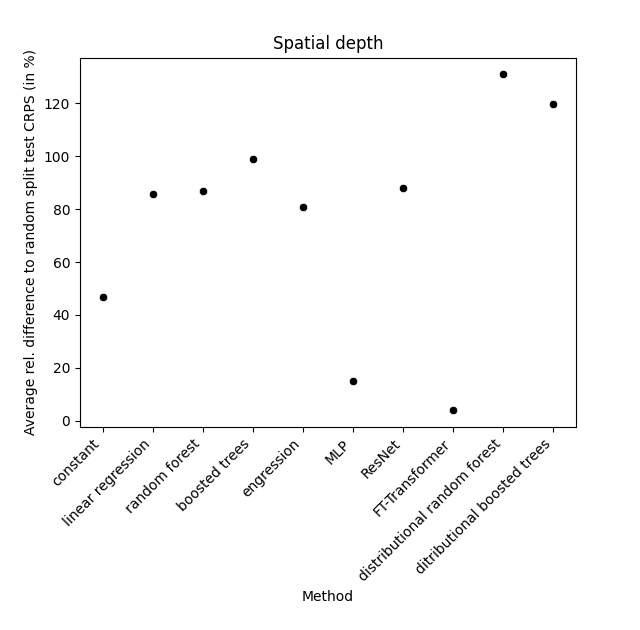 Spatial depth
Average rel. difference to random split test CRPS (in %)
120
100
80
60
40
20
0
constant
linear regression
random forest
boosted trees
engression
MLP
ResNet
FT-Transformer
distributional random forest
ditributional boosted trees
Method